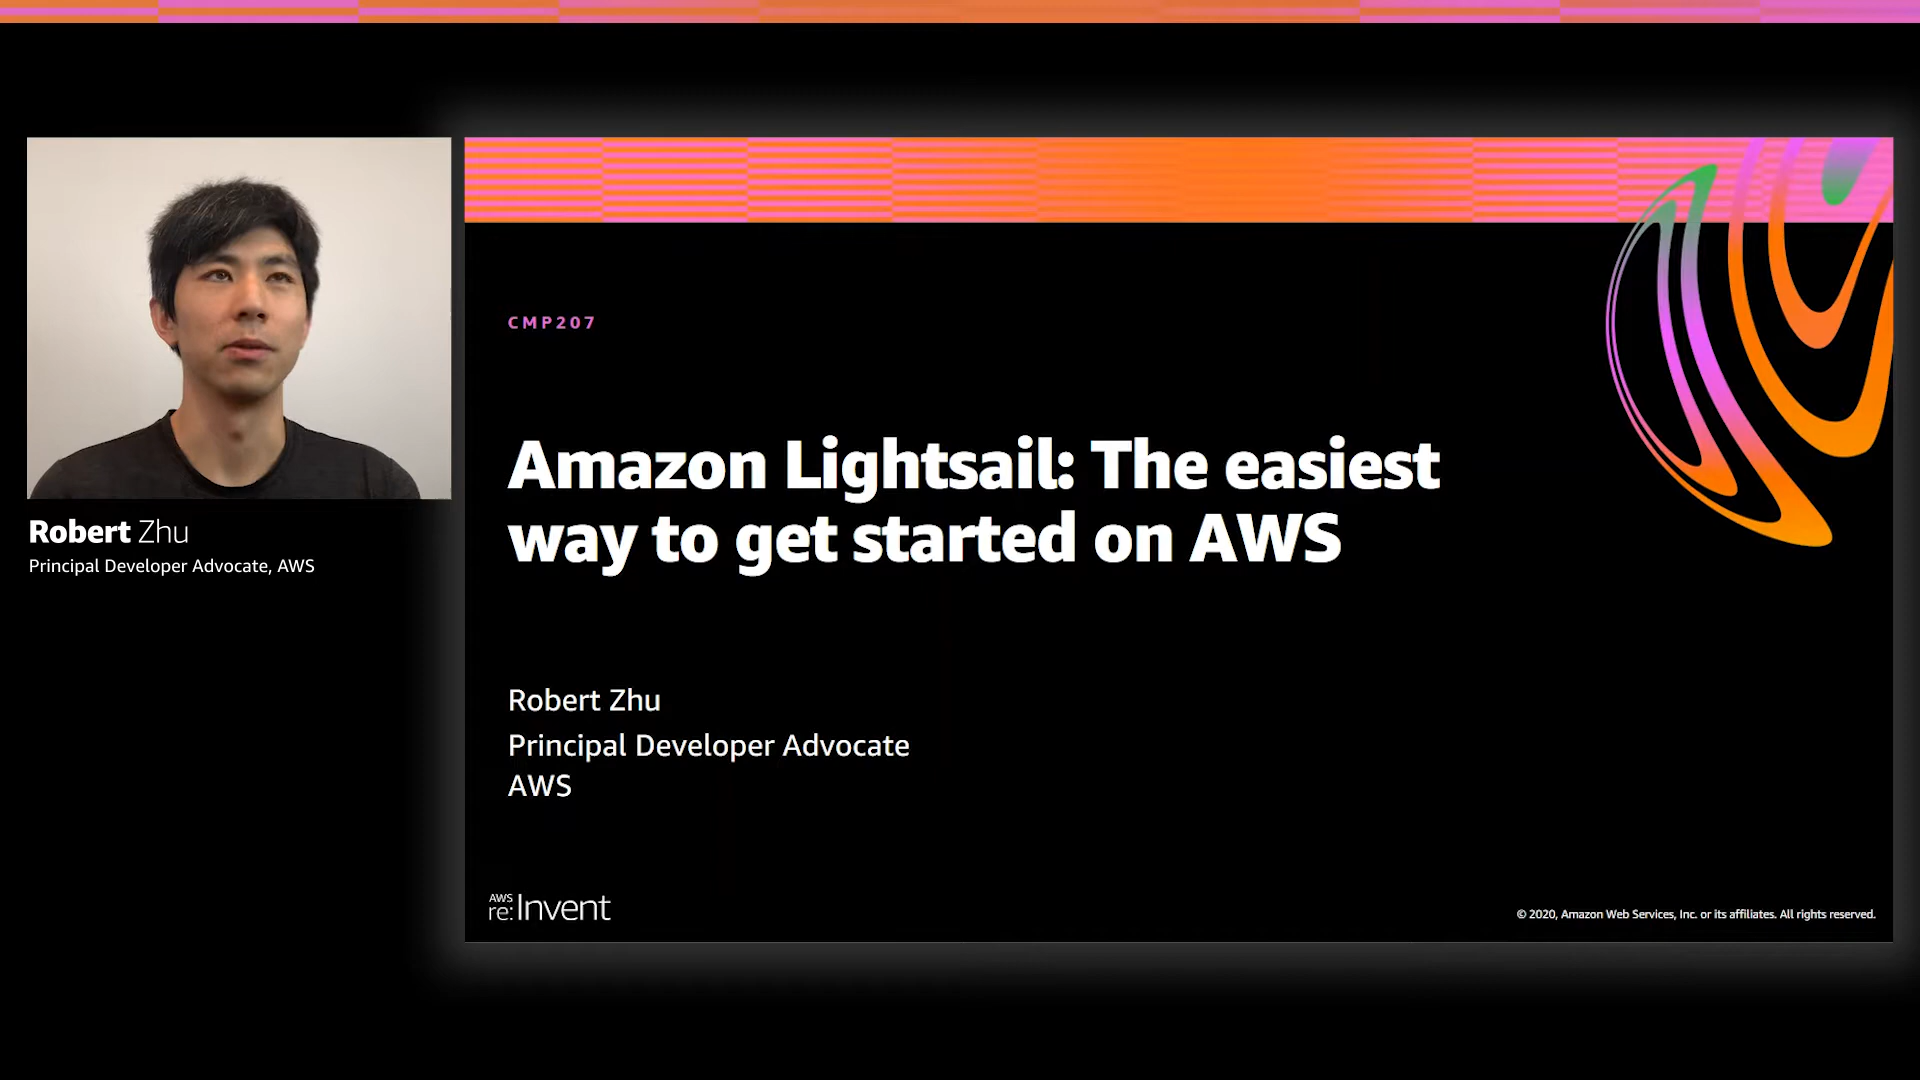 Robert Zhu
Principal Developer Advocate, AWS
CMP207
Amazon Lightsail: The easiest
way to get started on AWS
Robert Zhu
Principal Developer Advocate
AWS
AWS
re:Invent
© 2020, Amazon Web Services, Inc. or its affiliates. All rights reserved.